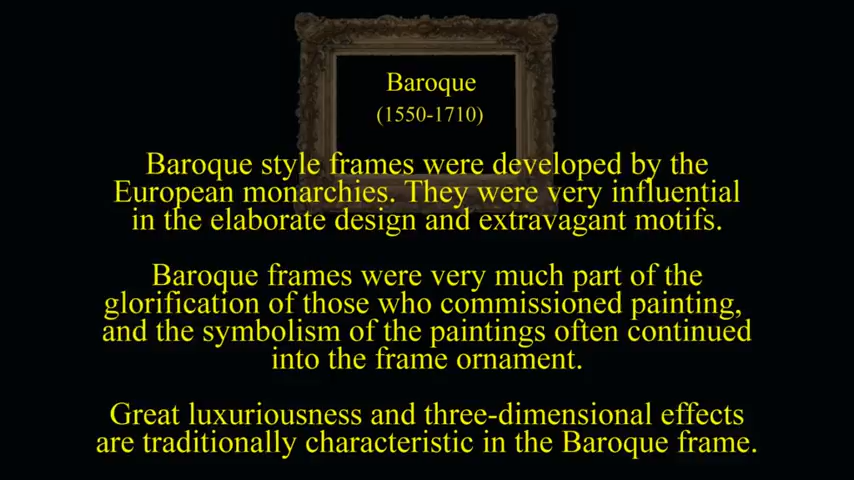 Baroque
(1550-1710)
Baroque style frames were developed by the
European monarchies. They were very influential
in the elaborate design and extravagant motifs.
Baroque frames were very much part of the
glorification of those who commissioned painting,
and the symbolism of the paintings often continued
into the frame ornament.
Great luxuriousness and three-dimensional effects
are traditionally characteristic in the Baroque frame.